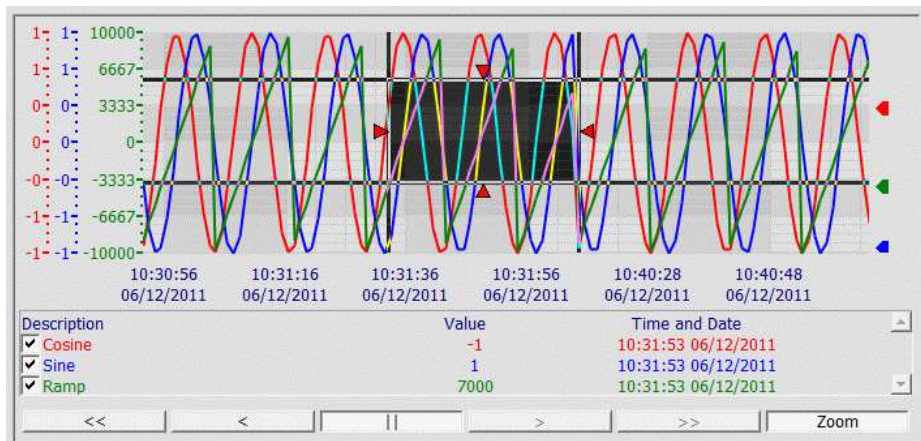 1 1 10000
1 1 6667
0 0 3333
0 0 0
-0 -0 -3333
-1 -1 -6667
-1 -1 -10000
10:30:56 10:31:16 10:31:36 10:31:56 10:40:28 10:40:48
06/12/2011 06/12/2011 06/12/2011 06/12/2011 06/12/2011 06/12/2011
Description Value Time and Date
Cosine -1 10:31:53 06/12/2011
Sine 1 10:31:53 06/12/2011
Ramp 7000 10:31:53 06/12/2011
<< < || > >> Zoom